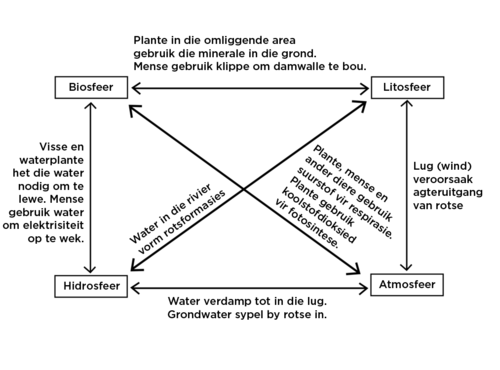 Plante in die omliggende area
gebruik die minerale in die grond.
Mense gebruik klippe om damwalle te bou.
Biosfeer
Litosfeer
Visse en
waterplante
het die water
nodig om te
lewe. Mense
gebruik water
om elektrisiteit
op te wek.
Water in die rivier
vorm rotsformasies
Plante, mense en
ander diere gebruik
suurstof vir respirasie.
Plante gebruik
koolstofdioksied
vir fotosintese.
Lug (wind)
veroorsaak
agteruitgang
van rotse
Hidrosfeer
Atmosfeer
Water verdamp tot in die lug.
Grondwater sypel by rotse in.